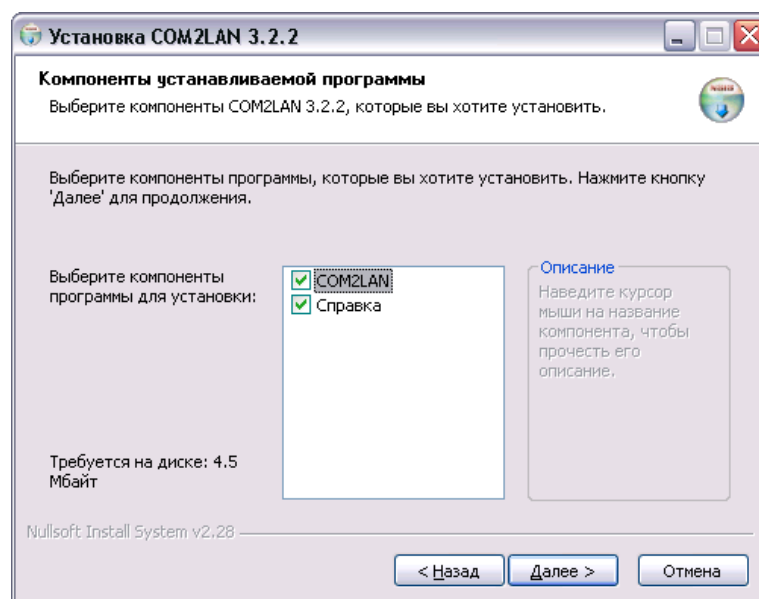 Установка COM2LAN 3.2.2
Компоненты устанавливаемой программы
Выберите компоненты COM2LAN 3.2.2, которые вы хотите установить.
Выберите компоненты программы, которые вы хотите установить. Нажмите кнопку
'Далее' для продолжения.
Выберите компоненты
программы для установки:
COM2LAN
Справка
Описание
Наведите курсор
мыши на название
компонента, чтобы
прочесть его
описание.
Требуется на диске: 4.5
Мбайт
Nullsoft Install System v2.28
< Назад
Далее >
Отмена